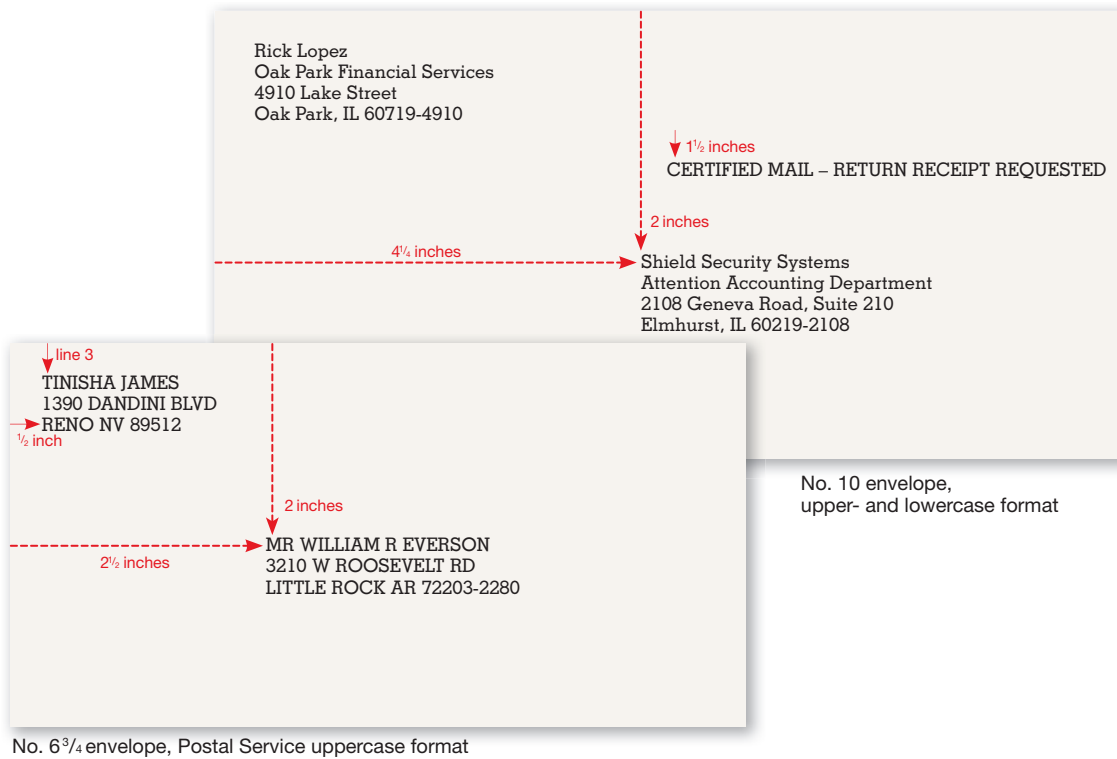 Rick Lopez
Oak Park Financial Services
4910 Lake Street
Oak Park, IL 60719-4910
1½ inches
CERTIFIED MAIL – RETURN RECEIPT REQUESTED
2 inches
4¼ inches
Shield Security Systems
Attention Accounting Department
2108 Geneva Road, Suite 210
Elmhurst, IL 60219-2108
No. 10 envelope,
upper- and lowercase format
line 3
TINISHA JAMES
1390 DANDINI BLVD
RENO NV 89512
½ inch
2 inches
2½ inches
MR WILLIAM R EVERSON
3210 W ROOSEVELT RD
LITTLE ROCK AR 72203-2280
No. 6 3/4 envelope, Postal Service uppercase format